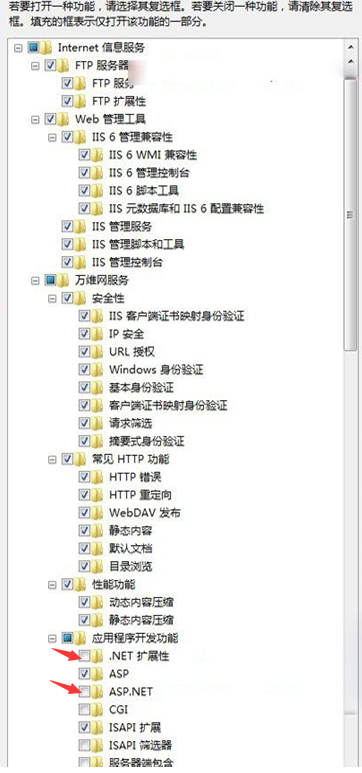 若要打开一种功能，请选择其复选框。若要关闭一种功能，请清除其复选
框。填充的框表示仅打开该功能的一部分。
Internet 信息服务
FTP 服务器
FTP 服务
FTP 扩展性
Web 管理工具
IIS 6 管理兼容性
IIS 6 WMI 兼容性
IIS 6 管理控制台
IIS 6 脚本工具
IIS 元数据库和 IIS 6 配置兼容性
IIS 管理服务
IIS 管理脚本和工具
IIS 管理控制台
万维网服务
安全性
IIS 客户端证书映射身份验证
IP 安全
URL 授权
Windows 身份验证
基本身份验证
客户端证书映射身份验证
请求筛选
摘要式身份验证
常见 HTTP 功能
HTTP 错误
HTTP 重定向
WebDAV 发布
静态内容
默认文档
目录浏览
性能功能
动态内容压缩
静态内容压缩
应用程序开发功能
.NET 扩展性
ASP
ASP.NET
CGI
ISAPI 扩展
ISAPI 筛选器
服务器端包含